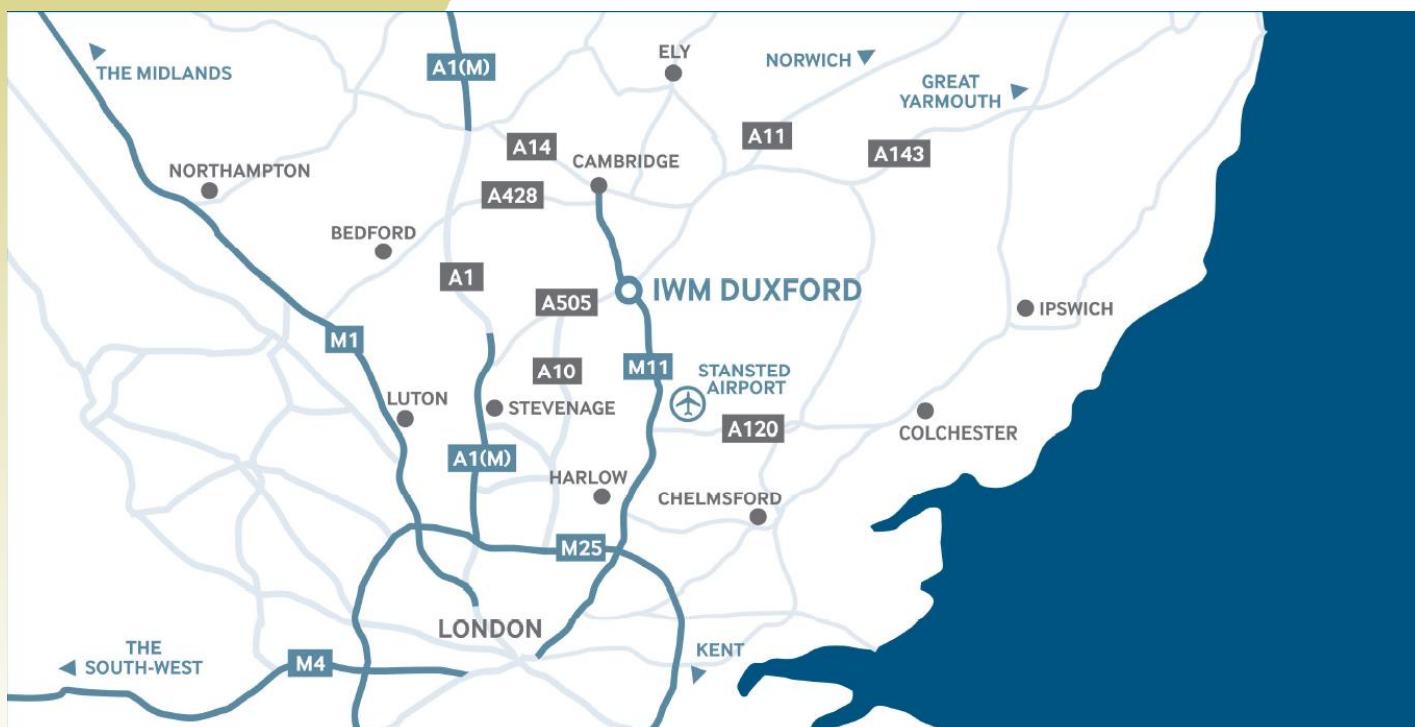 ELY
NORWICH
A1(M)
THE MIDLANDS
GREAT
YARMOUTH
A11
A14
A143
CAMBRIDGE
NORTHAMPTON
A428
BEDFORD
A1
IWM DUXFORD
A505
IPSWICH
M1
M11
STANSTED
AIRPORT
A10
LUTON
STEVENAGE
A120
COLCHESTER
A1(M)
HARLOW
CHELMSFORD
M25
LONDON
THE
SOUTH-WEST
M4
KENT